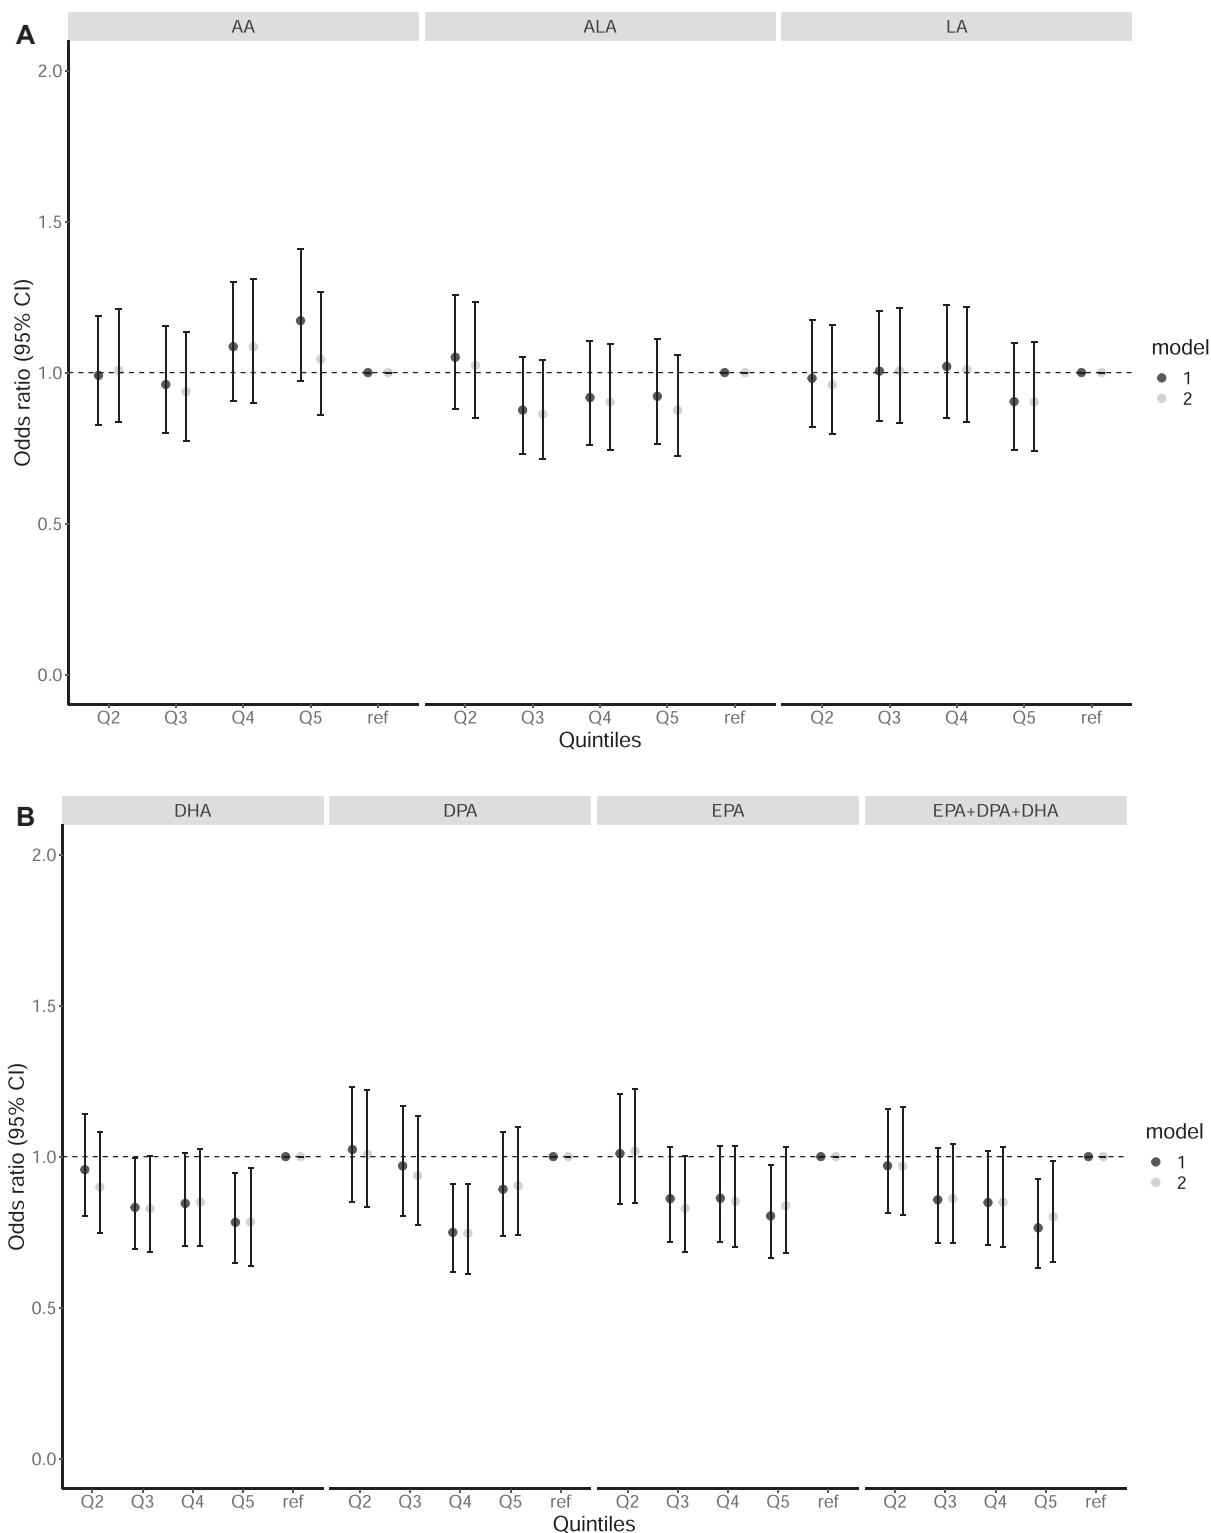 A
AA ALA LA
2.0
1.5
1.0
0.5
0.0
Odds ratio (95% CI)
Q2 Q3 Q4 Q5 ref Q2 Q3 Q4 Q5 ref Q2 Q3 Q4 Q5 ref
Quintiles
model
1
2
B
DHA DPA EPA EPA+DPA+DHA
2.0
1.5
1.0
0.5
0.0
Odds ratio (95% CI)
Q2 Q3 Q4 Q5 ref Q2 Q3 Q4 Q5 ref Q2 Q3 Q4 Q5 ref Q2 Q3 Q4 Q5 ref
Quintiles
model
1
2